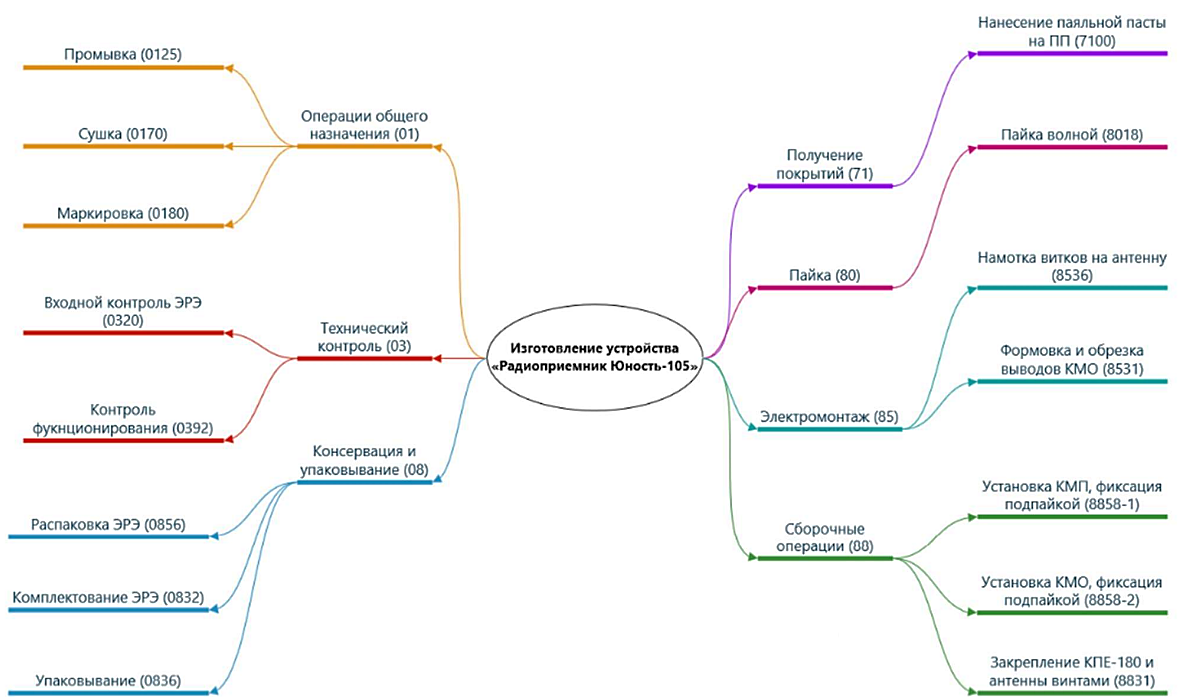 Изготовление устройства
«Радиоприемник Юность-105»
Операции общего
назначения (01)
Промывка (0125)
Сушка (0170)
Маркировка (0180)
Технический
контроль (03)
Входной контроль ЭРЭ
(0320)
Контроль
фукнционирования (0392)
Консервация и
упаковывание (08)
Распаковка ЭРЭ (0856)
Комплектование ЭРЭ (0832)
Упаковывание (0836)
Получение
покрытий (71)
Нанесение паяльной пасты
на ПП (7100)
Пайка (80)
Пайка волной (8018)
Электромонтаж (85)
Намотка витков на антенну
(8536)
Формовка и обрезка
выводов КМО (8531)
Сборочные
операции (88)
Установка КМП, фиксация
подпайкой (8858-1)
Установка КМО, фиксация
подпайкой (8858-2)
Закрепление КПЕ-180 и
антенны винтами (8831)